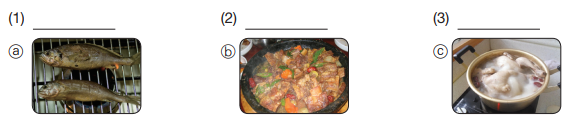 (1) (2) (3)
ⓐ ⓑ ⓒ